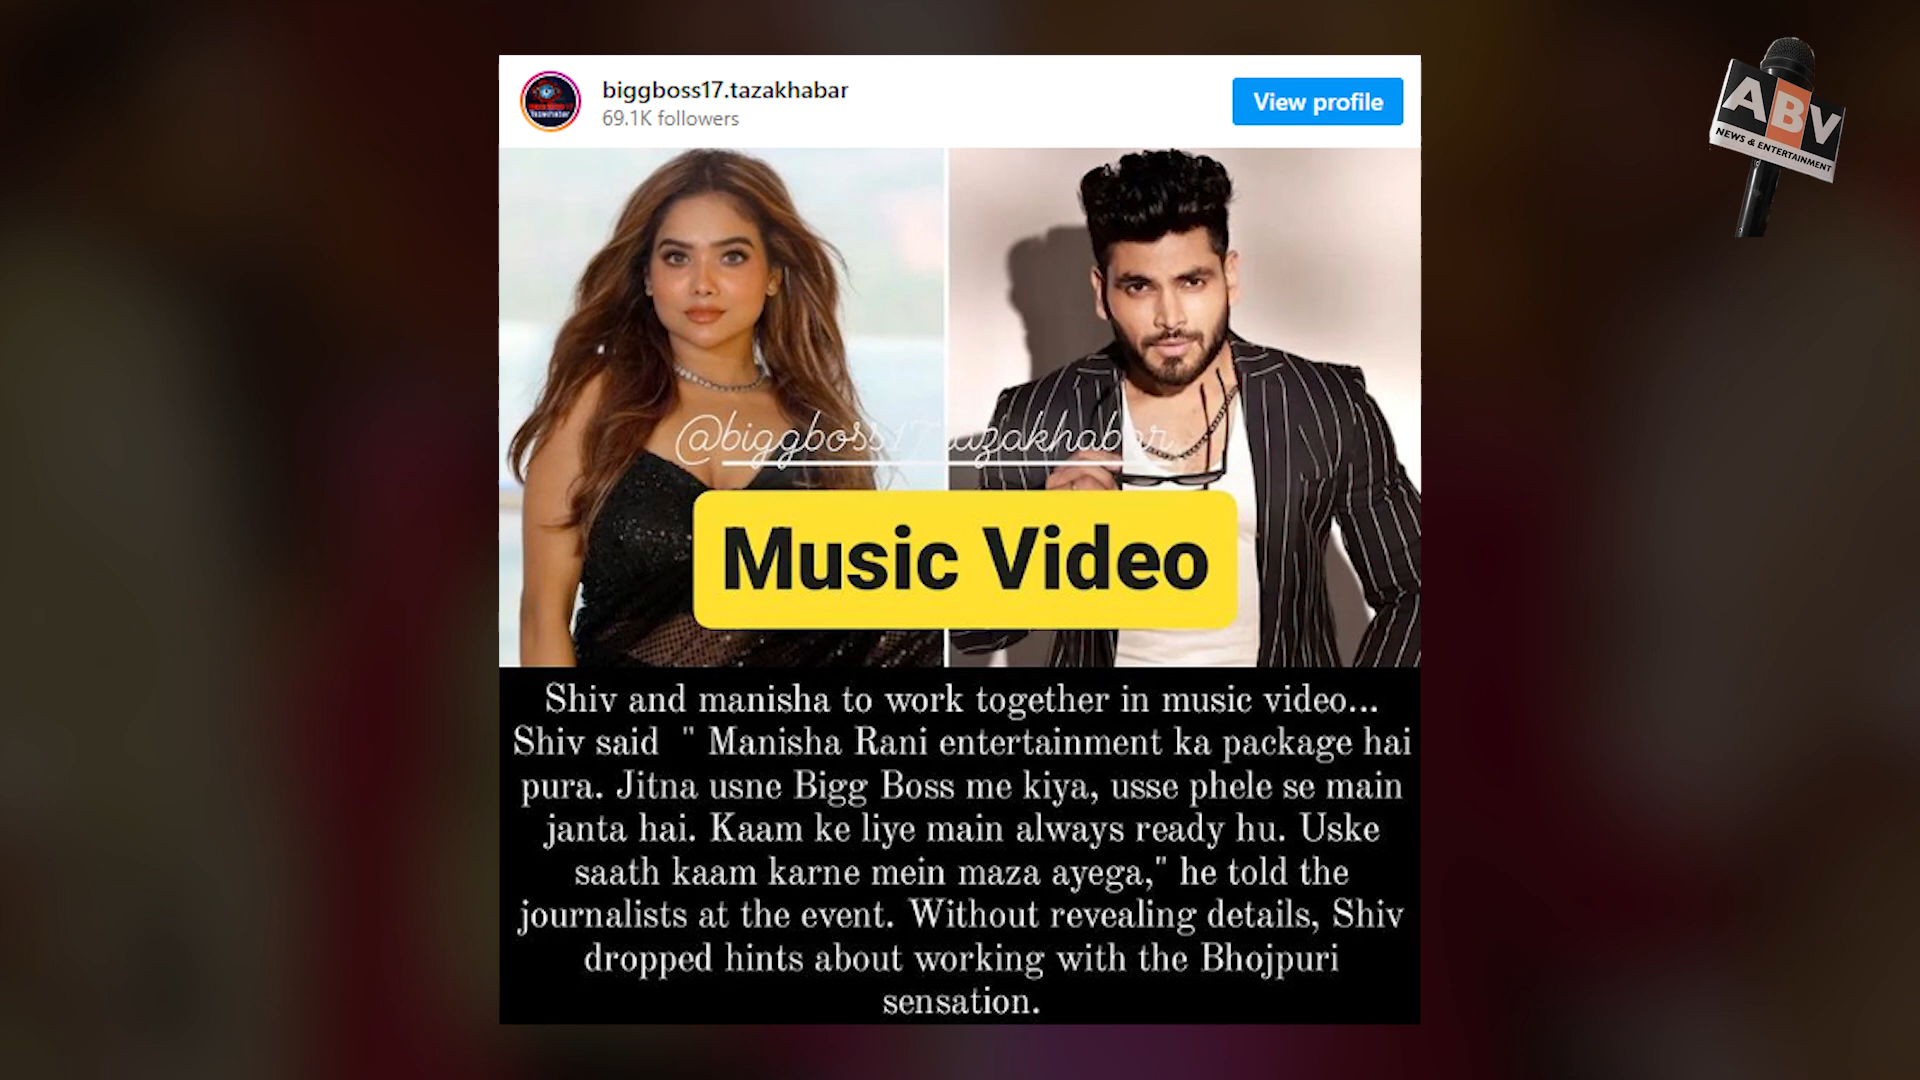 biggboss17.tazakhabar
69.1K followers
View profile
ABV
NEWS & ENTERTAINMENT
@biggboss17.tazakhabar
Music Video
Shiv and manisha to work together in music video...
Shiv said " Manisha Rani entertainment ka package hai
pura. Jitna usne Bigg Boss me kiya, usse phele se main
janta hai. Kaam ke liye main always ready hu. Uske
saath kaam karne mein maza ayega," he told the
journalists at the event. Without revealing details, Shiv
dropped hints about working with the Bhojpuri
sensation.